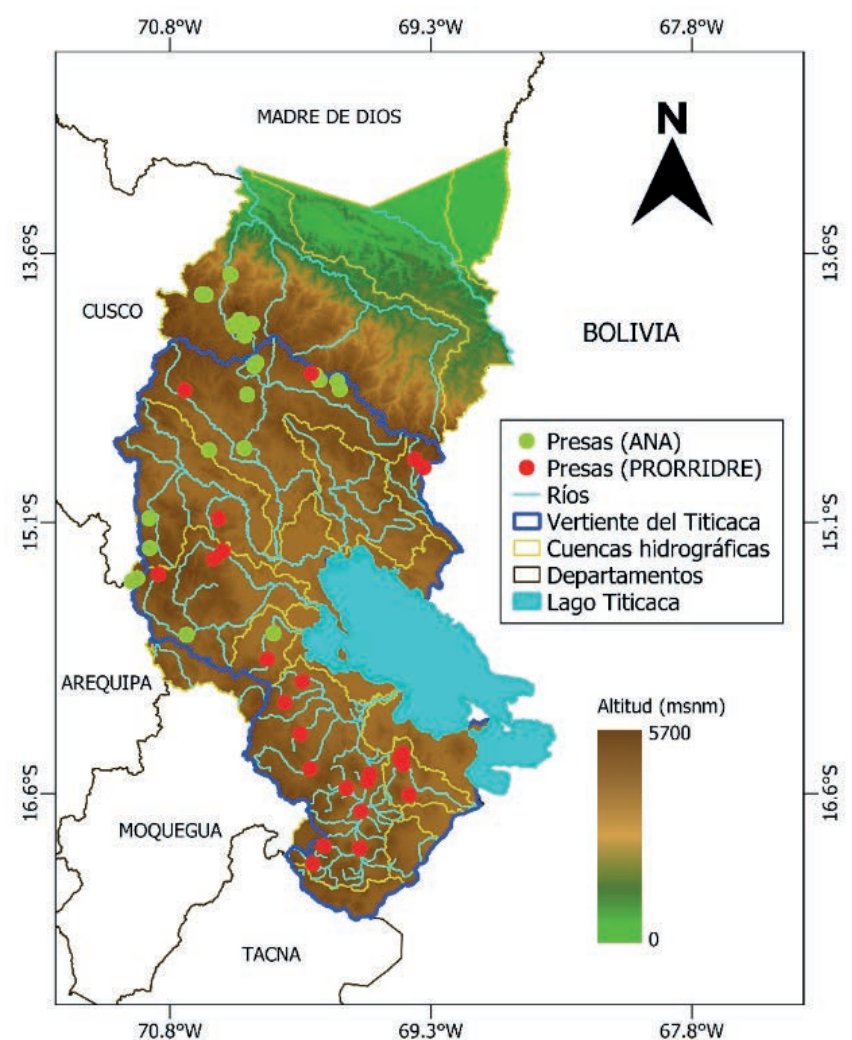 70.8°W 69.3°W 67.8°W
MADRE DE DIOS
N
13.6°S 13.6°S
CUSCO
BOLIVIA
Presas (ANA)
Presas (PRORRIDRE)
Ríos
15.1°S 15.1°S
Vertiente del Titicaca
Cuencas hidrográficas
Departamentos
Lago Titicaca
AREQUIPA
Altitud (msnm)
5700
16.6°S 16.6°S
MOQUEGUA
0
TACNA
70.8°W 69.3°W 67.8°W